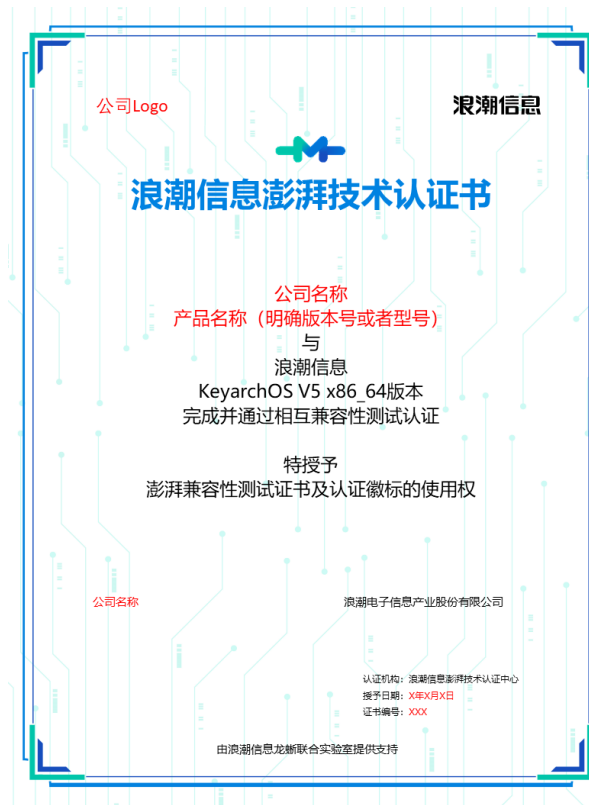 公司Logo
浪潮信息
浪潮信息澎湃技术认证书
公司名称
产品名称（明确版本号或者型号）
与
浪潮信息
KeyarchOS V5 x86_64版本
完成并通过相互兼容性测试认证
特授予
澎湃兼容性测试证书及认证徽标的使用权
公司名称
浪潮电子信息产业股份有限公司
认证机构：浪潮信息澎湃技术认证中心
授予日期：X年X月X日
证书编号：XXX
由浪潮信息龙蜥联合实验室提供支持